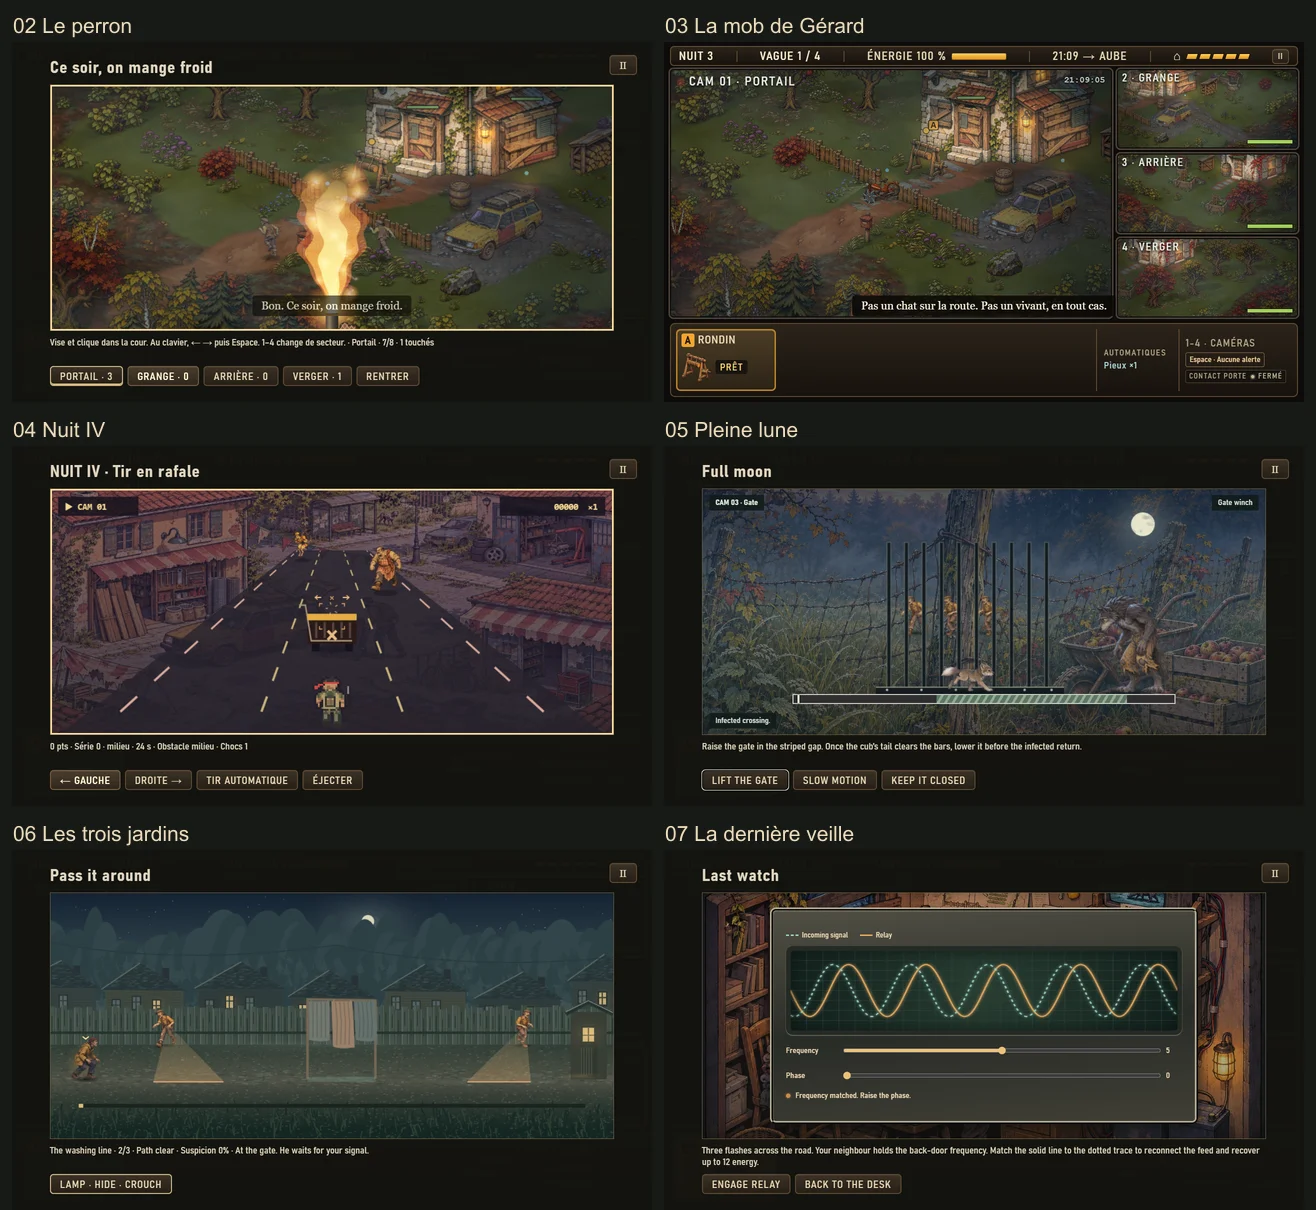 02 Le perron
Ce soir, on mange froid
II
Bon. Ce soir, on mange froid.
Vise et clique dans la cour. Au clavier, ← → puis Espace. 1–4 change de secteur. · Portail · 7/8 · 1 touchés
PORTAIL · 3
GRANGE · 0
ARRIÈRE · 0
VERGER · 1
RENTRER
03 La mob de Gérard
NUIT 3
VAGUE 1 / 4
ÉNERGIE 100 %
21:09 → AUBE
II
CAM 01 · PORTAIL
21:09:05
A
2 · GRANGE
3 · ARRIÈRE
4 · VERGER
Pas un chat sur la route. Pas un vivant, en tout cas.
A RONDIN
PRÊT
AUTOMATIQUES
Pieux ×1
1-4 · CAMÉRAS
Espace · Aucune alerte
CONTACT PORTE ◉ FERMÉ
04 Nuit IV
NUIT IV · Tir en rafale
II
▶ CAM 01
00000 ×1
0 pts · Série 0 · milieu · 24 s · Obstacle milieu · Chocs 1
← GAUCHE
DROITE →
TIR AUTOMATIQUE
ÉJECTER
05 Pleine lune
Full moon
II
CAM 03 · Gate
Gate winch
Infected crossing.
Raise the gate in the striped gap. Once the cub's tail clears the bars, lower it before the infected return.
LIFT THE GATE
SLOW MOTION
KEEP IT CLOSED
06 Les trois jardins
Pass it around
II
The washing line · 2/3 · Path clear · Suspicion 0% · At the gate. He waits for your signal.
LAMP · HIDE · CROUCH
07 La dernière veille
Last watch
II
Incoming signal
Relay
Frequency
5
Phase
0
Frequency matched. Raise the phase.
Three flashes across the road. Your neighbour holds the back-door frequency. Match the solid line to the dotted trace to reconnect the feed and recover
up to 12 energy.
ENGAGE RELAY
BACK TO THE DESK